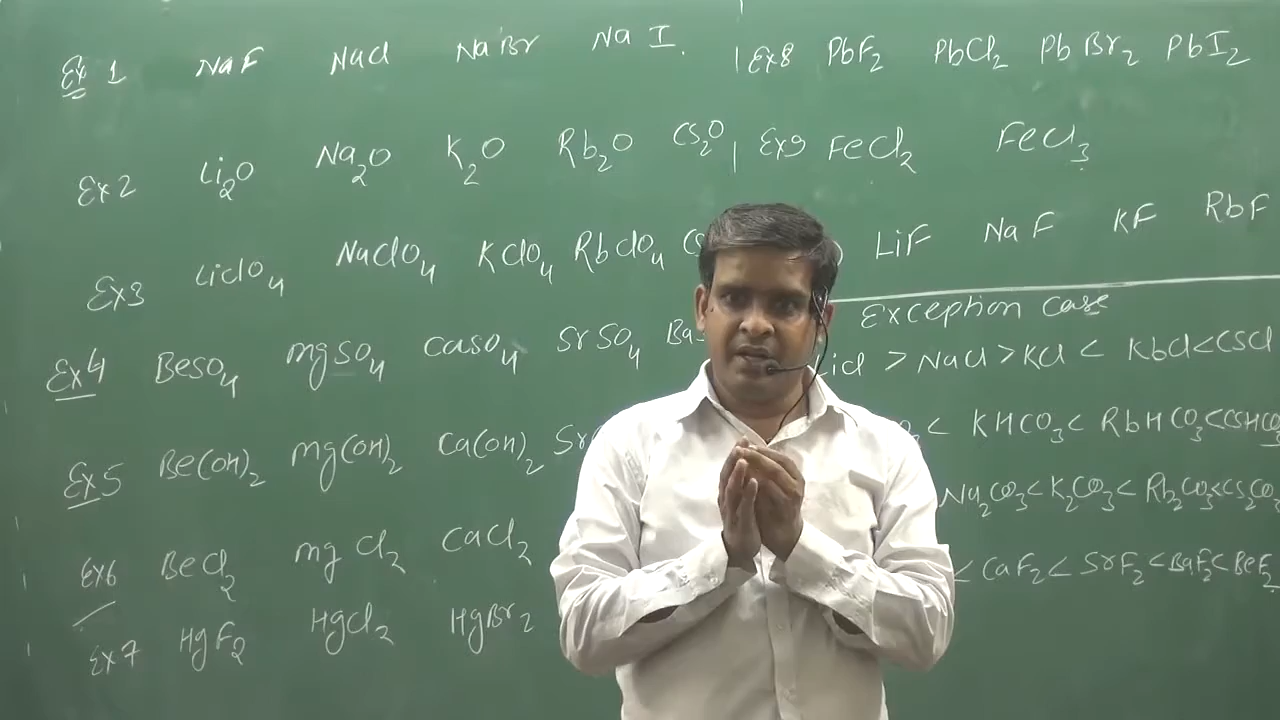 Ex 1 NaF NaCl NaBr NaI.
Ex2 Li₂O Na₂O K₂O Rb₂O Cs₂O
Ex3 LiClO₄ NaClO₄ KClO₄ RbClO₄
Ex4 BeSO₄ MgSO₄ CaSO₄ SrSO₄
Ex5 Be(OH)₂ Mg(OH)₂ Ca(OH)₂
Ex6 BeCl₂ MgCl₂ CaCl₂
Ex7 HgF₂ HgCl₂ HgBr₂
Ex8 PbF₂ PbCl₂ PbBr₂ PbI₂
Ex9 FeCl₂ FeCl₃
LiF NaF KF RbF
Exception case
LiCl > NaCl > KCl < RbCl < CsCl
< KHCO₃ < RbHCO₃ < CsHCO₃
Na₂CO₃ < K₂CO₃ < Rb₂CO₃ < Cs₂CO₃
< CaF₂ < SrF₂ < BaF₂ < BeF₂